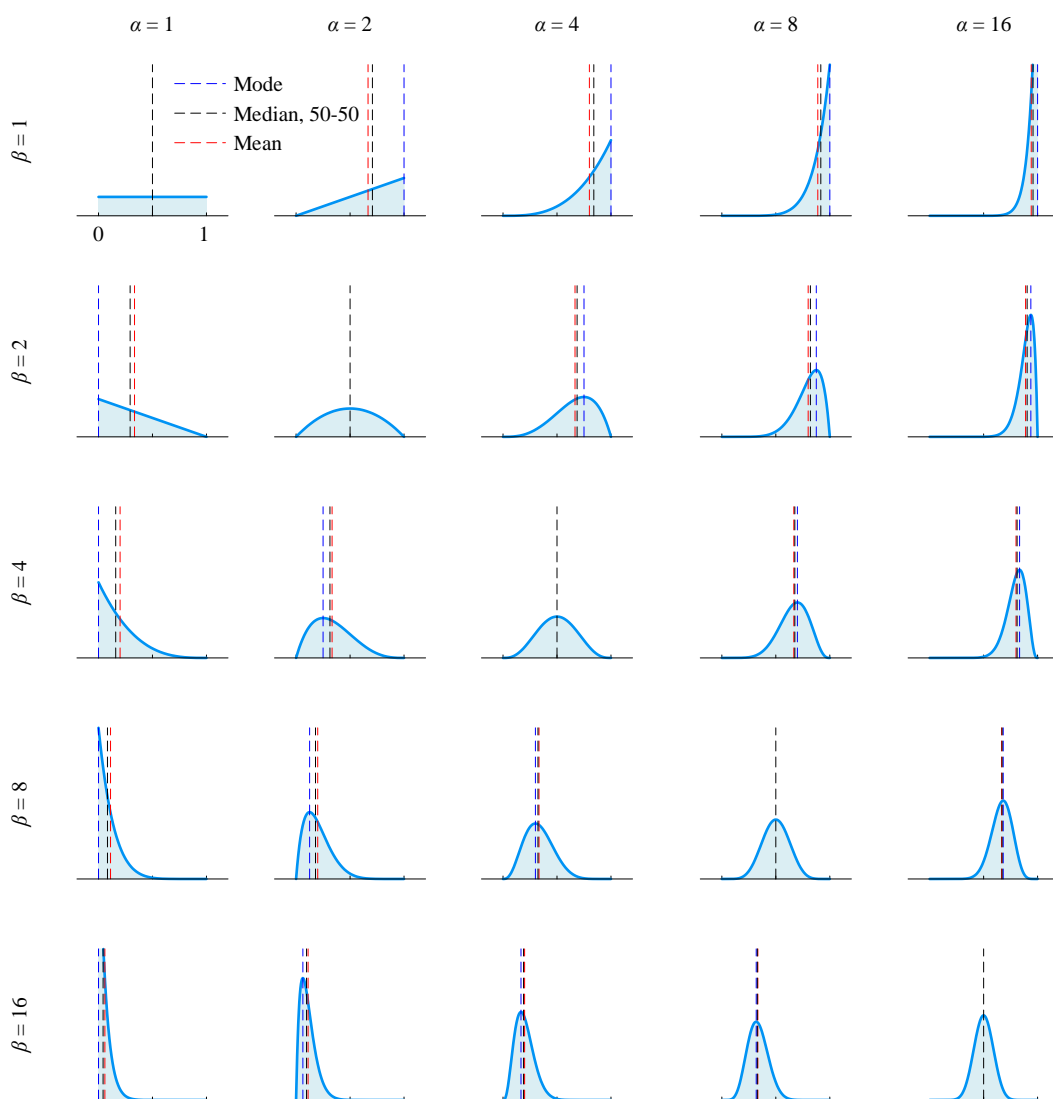 α = 1
α = 2
α = 4
α = 8
α = 16
Mode
Median, 50-50
Mean
β = 1
0
1
β = 2
β = 4
β = 8
β = 16